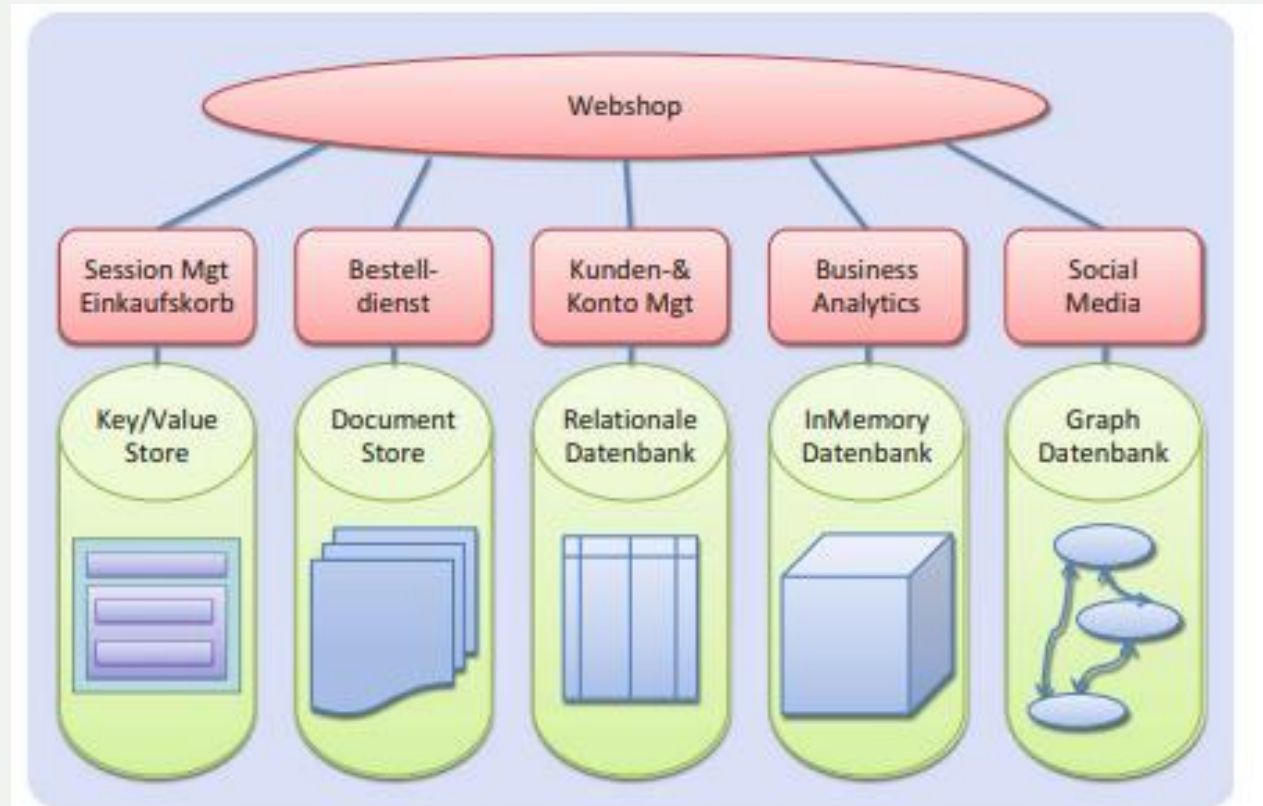 Webshop
Session Mgt
Einkaufskorb
Bestell-
dienst
Kunden-&
Konto Mgt
Business
Analytics
Social
Media
Key/Value
Store
Document
Store
Relationale
Datenbank
InMemory
Datenbank
Graph
Datenbank